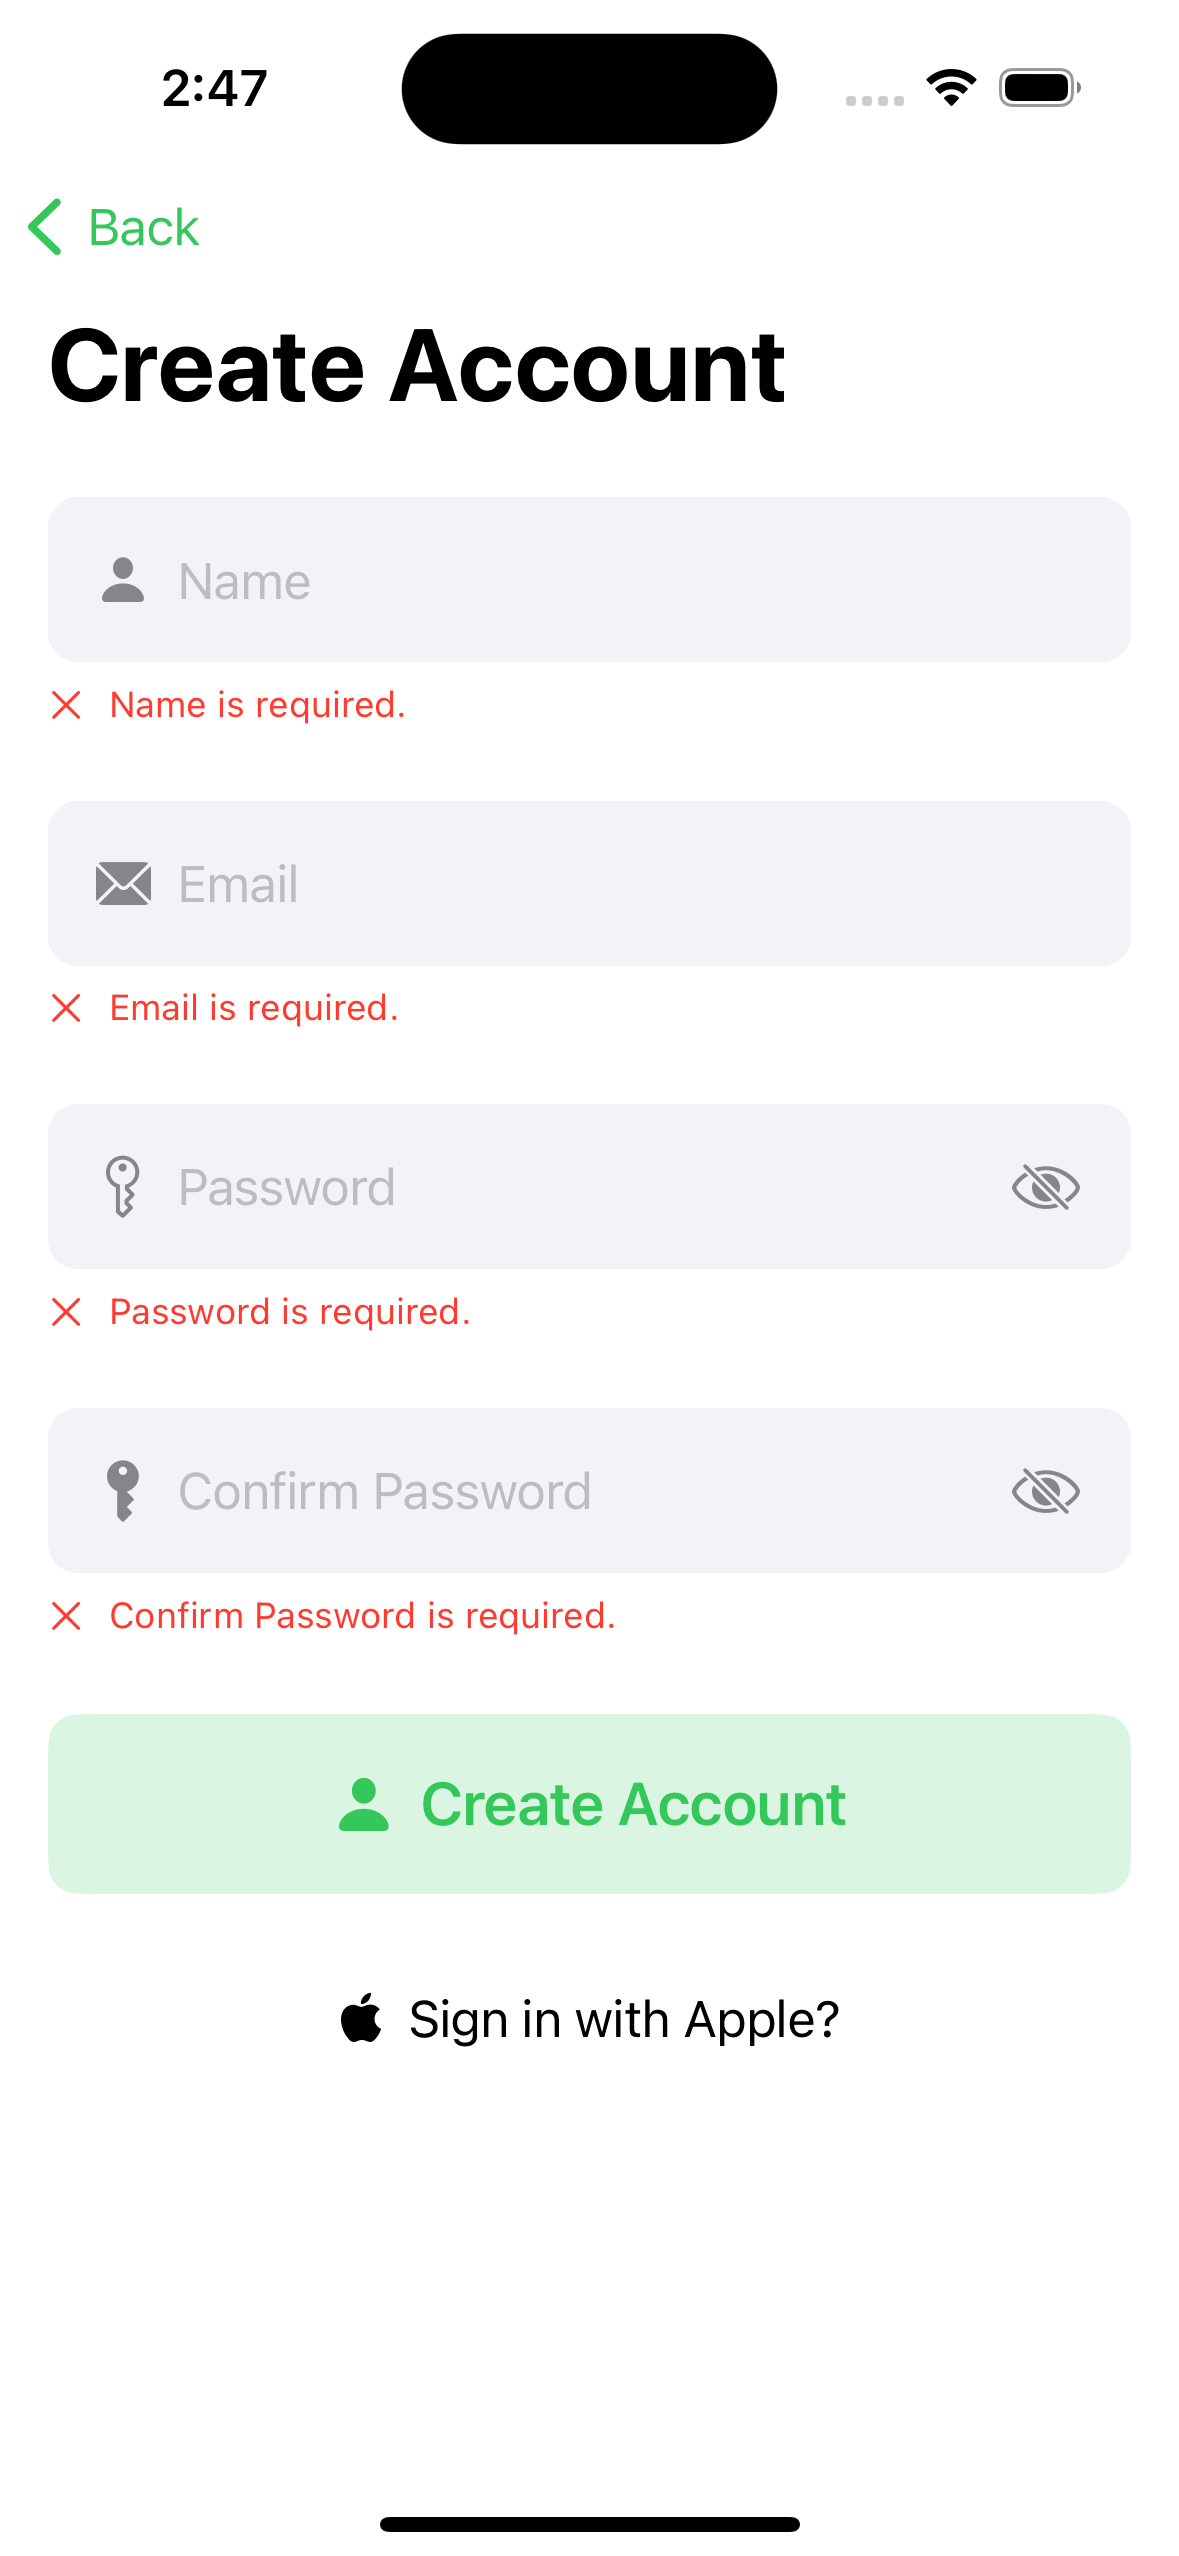 2:47
Back
Create Account
Name
Name is required.
Email
Email is required.
Password
Password is required.
Confirm Password
Confirm Password is required.
Create Account
Sign in with Apple?